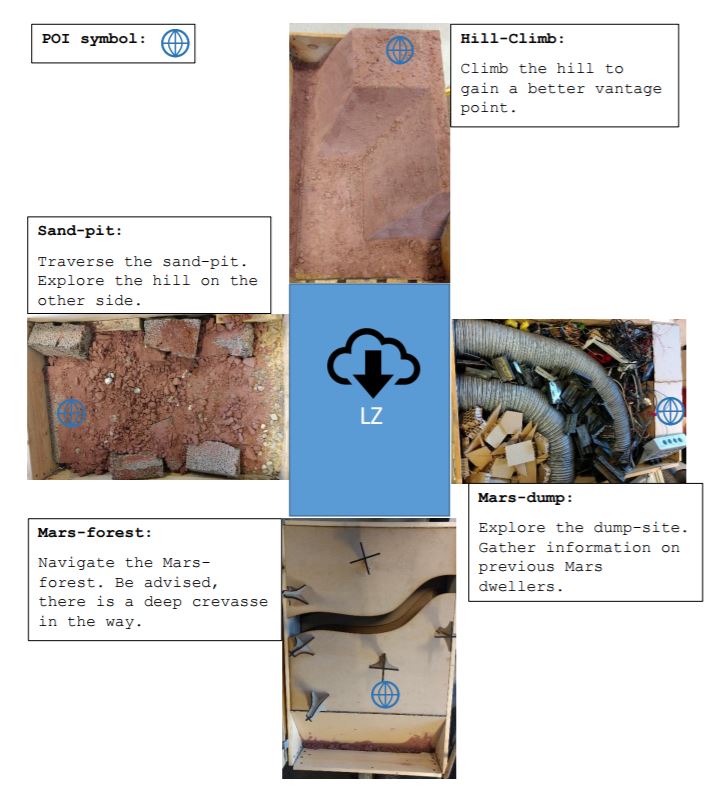 POI symbol:
Hill-Climb:
Climb the hill to
gain a better vantage
point.
Sand-pit:
Traverse the sand-pit.
Explore the hill on the
other side.
LZ
Mars-dump:
Explore the dump-site.
Gather information on
previous Mars
dwellers.
Mars-forest:
Navigate the Mars-
forest. Be advised,
there is a deep crevasse
in the way.